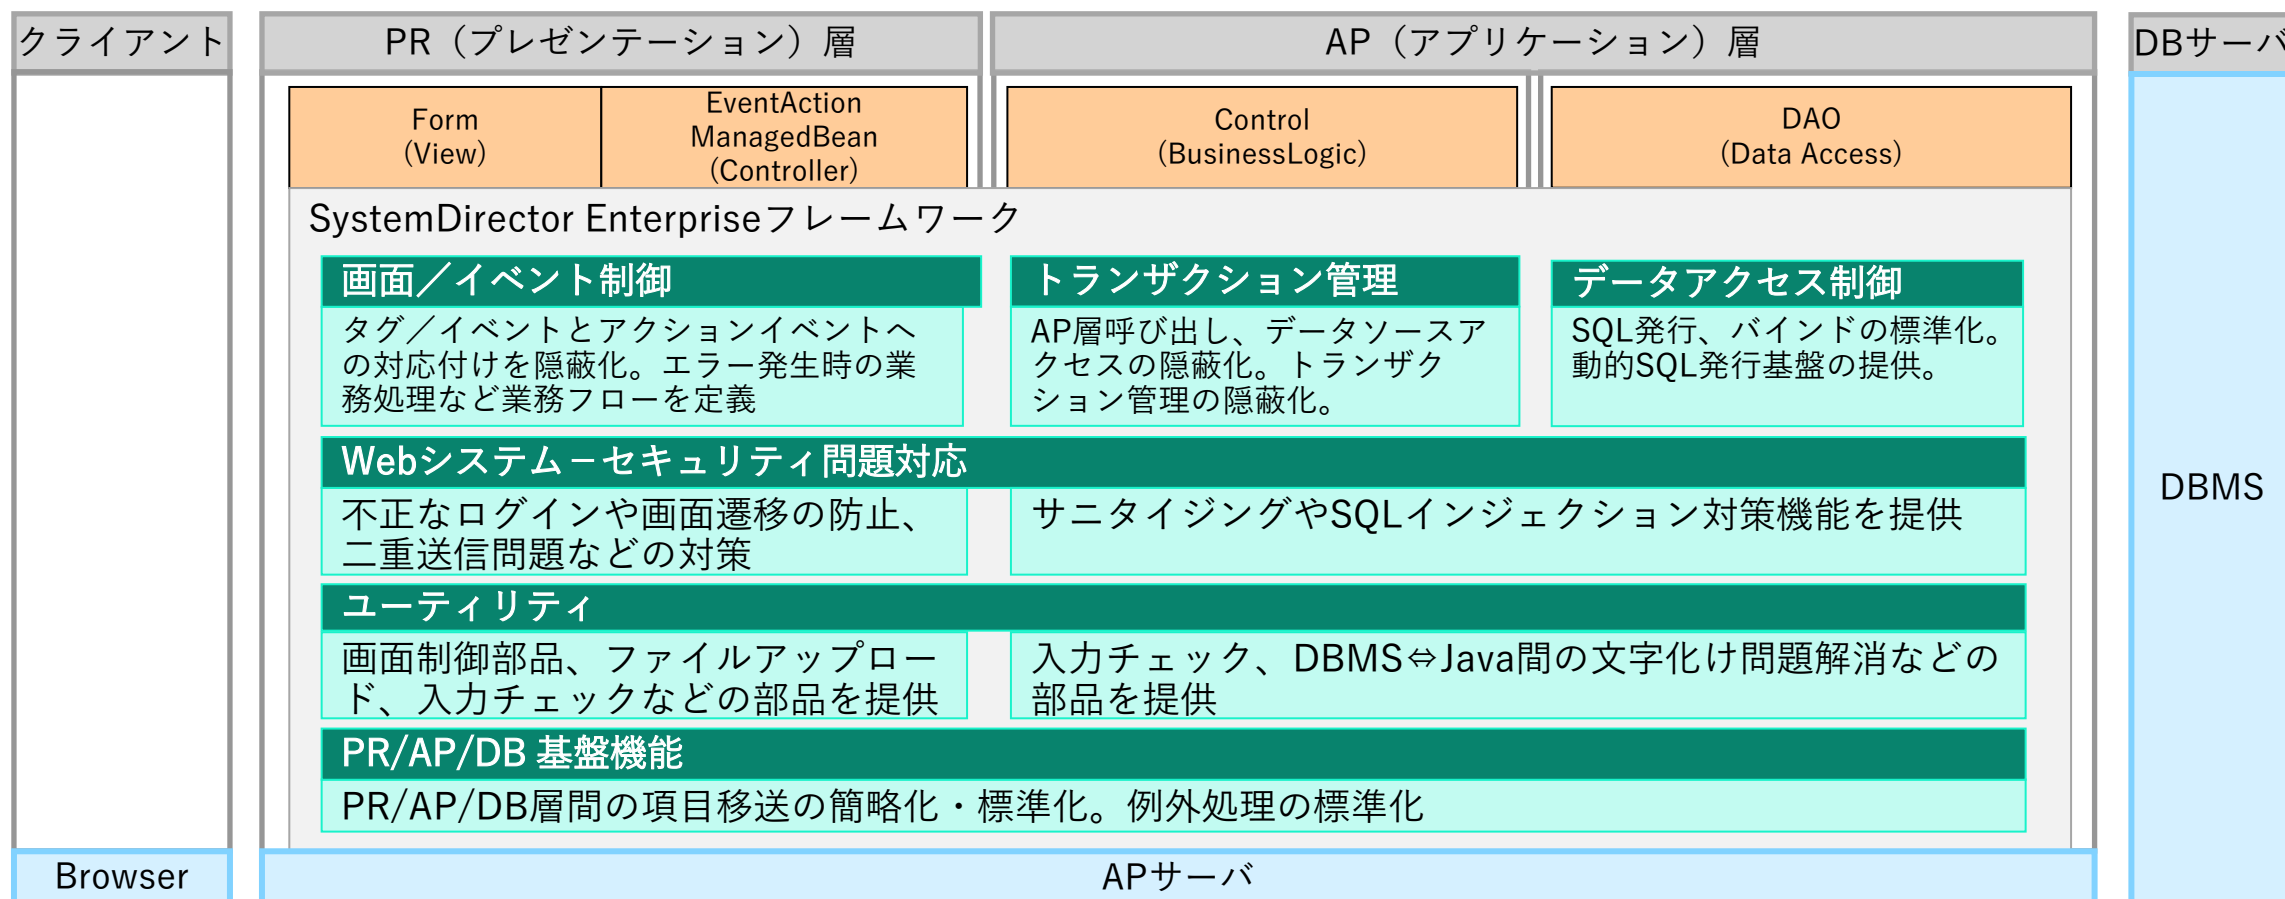 クライアント
PR（プレゼンテーション）層
AP（アプリケーション）層
DBサーバ
Form
(View)
EventAction
ManagedBean
(Controller)
Control
(BusinessLogic)
DAO
(Data Access)
SystemDirector Enterpriseフレームワーク
画面／イベント制御
タグ／イベントとアクションイベントへ
の対応付けを隠蔽化。エラー発生時の業
務処理など業務フローを定義
トランザクション管理
AP層呼び出し、データソースア
クセスの隠蔽化。トランザク
ション管理の隠蔽化。
データアクセス制御
SQL発行、バインドの標準化。
動的SQL発行基盤の提供。
Webシステム－セキュリティ問題対応
不正なログインや画面遷移の防止、
二重送信問題などの対策
サニタイジングやSQLインジェクション対策機能を提供
ユーティリティ
画面制御部品、ファイルアップロー
ド、入力チェックなどの部品を提供
入力チェック、DBMS⇔Java間の文字化け問題解消などの
部品を提供
PR/AP/DB 基盤機能
PR/AP/DB層間の項目移送の簡略化・標準化。例外処理の標準化
DBMS
Browser
APサーバ